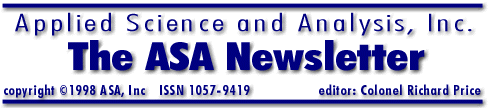 Applied Science and Analysis, Inc.
The ASA Newsletter
copyright ©1998 ASA, Inc ISSN 1057-9419 editor: Colonel Richard Price